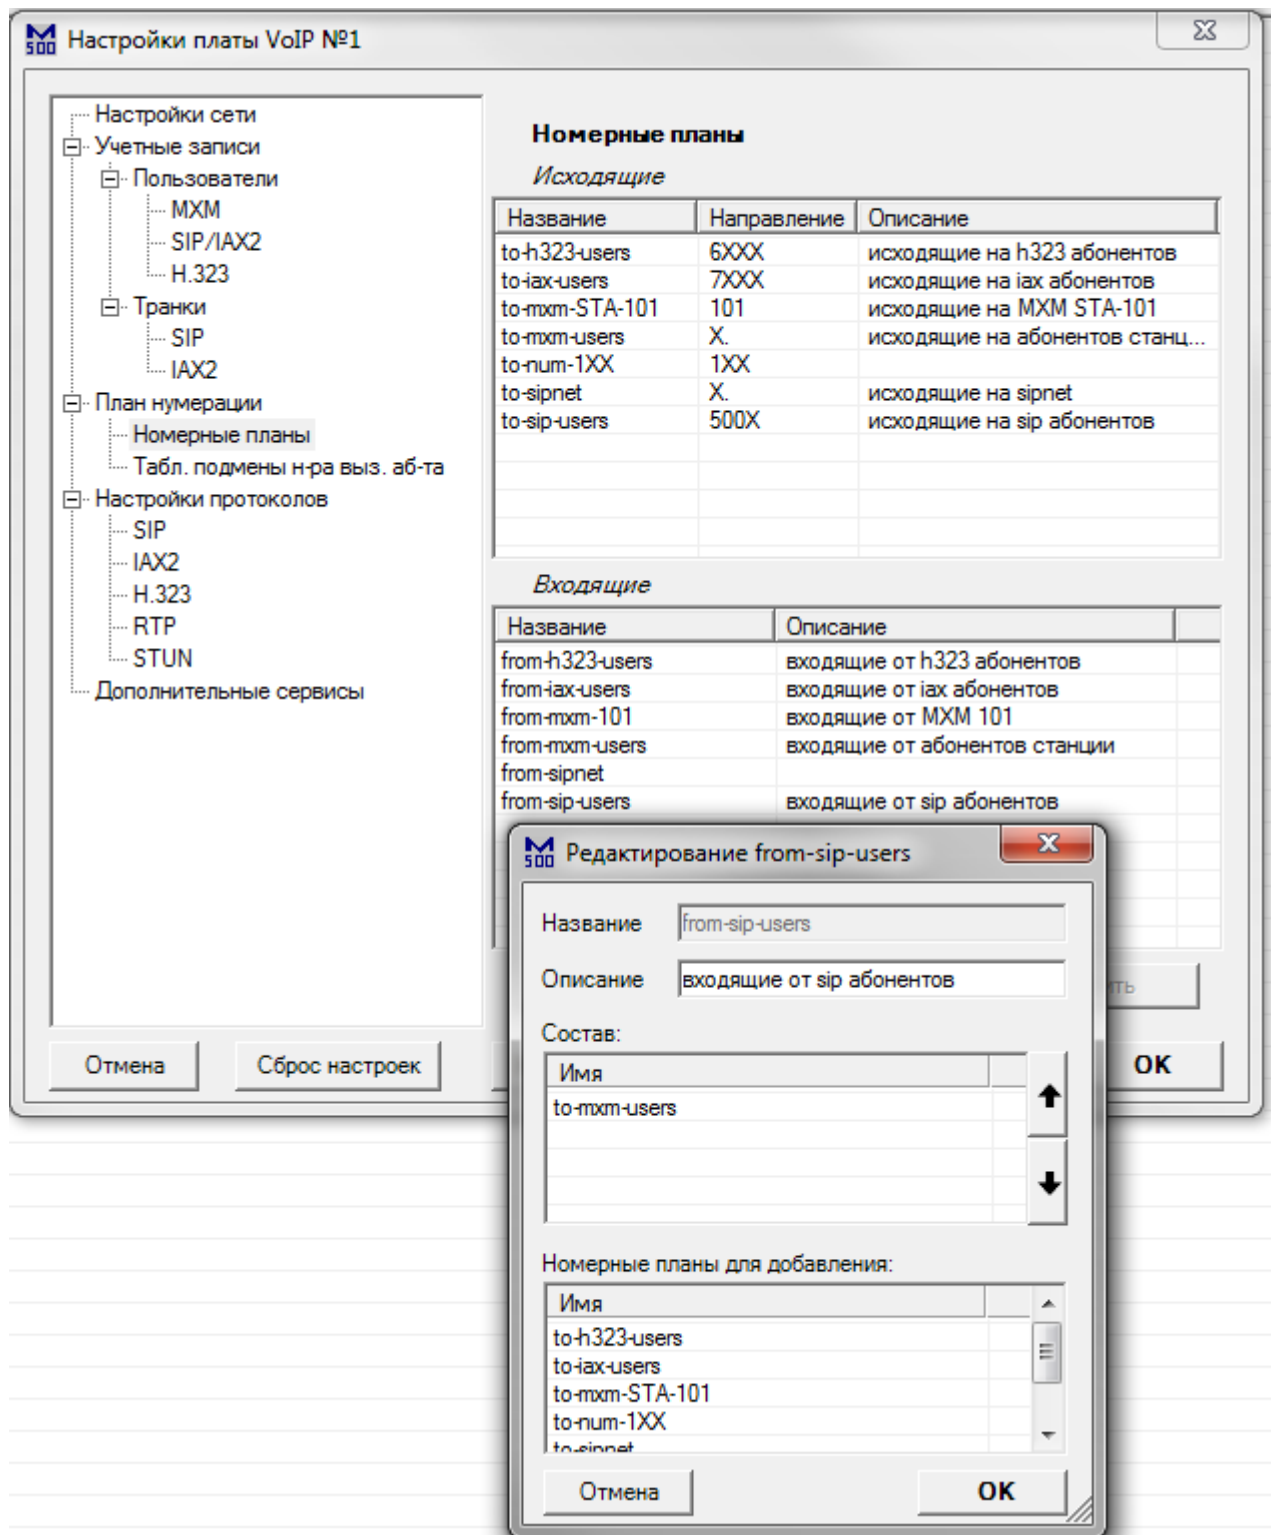 M 500 Настройки платы VoIP №1
Настройки сети
Учетные записи
Пользователи
MXM
SIP/IAX2
H.323
Транки
SIP
IAX2
План нумерации
Номерные планы
Табл. подмены н-ра выз. аб-та
Настройки протоколов
SIP
IAX2
H.323
RTP
STUN
Дополнительные сервисы
Номерные планы
Исходящие
Название Направление Описание
to-h323-users 6XXX исходящие на h323 абонентов
to-iax-users 7XXX исходящие на iax абонентов
to-mxm-STA-101 101 исходящие на MXM STA-101
to-mxm-users X. исходящие на абонентов станц...
to-num-1XX 1XX
to-sipnet X. исходящие на sipnet
to-sip-users 500X исходящие на sip абонентов
Входящие
Название Описание
from-h323-users входящие от h323 абонентов
from-iax-users входящие от iax абонентов
from-mxm-101 входящие от MXM 101
from-mxm-users входящие от абонентов станции
from-sipnet
from-sip-users входящие от sip абонентов
Отмена Сброс настроек OK
M 500 Редактирование from-sip-users
Название from-sip-users
Описание входящие от sip абонентов
Состав:
Имя
to-mxm-users
Номерные планы для добавления:
Имя
to-h323-users
to-iax-users
to-mxm-STA-101
to-num-1XX
to-sipnet
Отмена OK